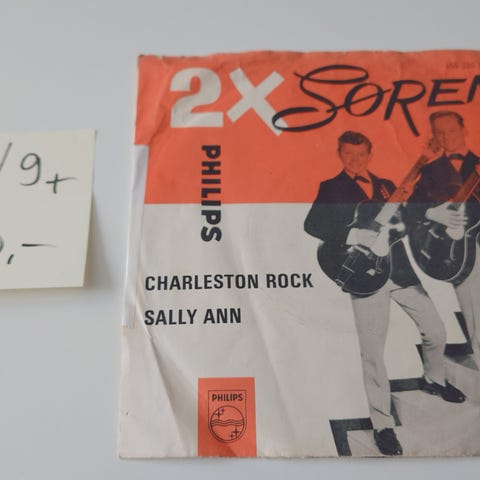 /9+
,-
2X SOREN
PHILIPS
CHARLESTON ROCK
SALLY ANN
PHILIPS